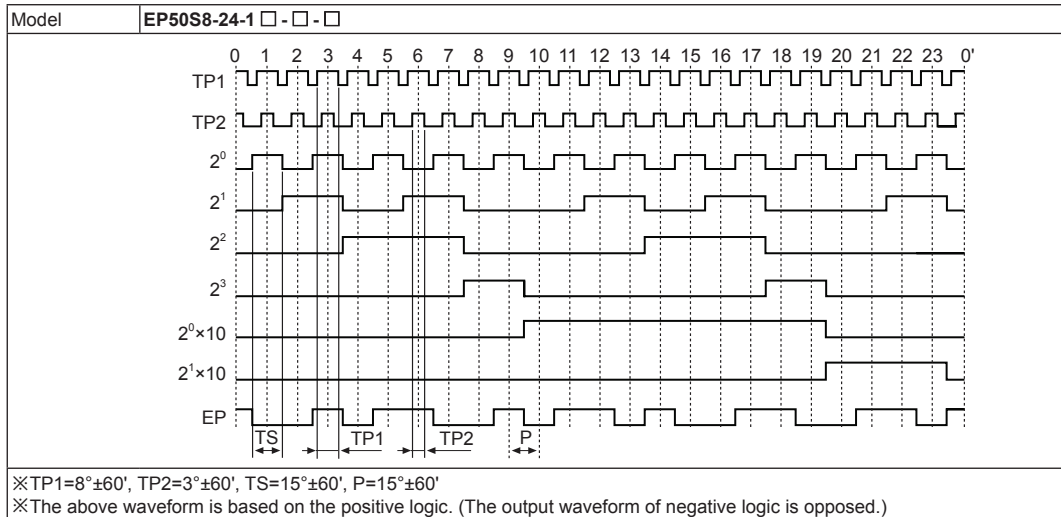 Model EP50S8-24-1 □ - □ - □
0 1 2 3 4 5 6 7 8 9 10 11 12 13 14 15 16 17 18 19 20 21 22 23 0'
TP1
TP2
2⁰
2¹
2²
2³
2⁰×10
2¹×10
EP
TS TP1 TP2 P
※TP1=8°±60', TP2=3°±60', TS=15°±60', P=15°±60'
※The above waveform is based on the positive logic. (The output waveform of negative logic is opposed.)